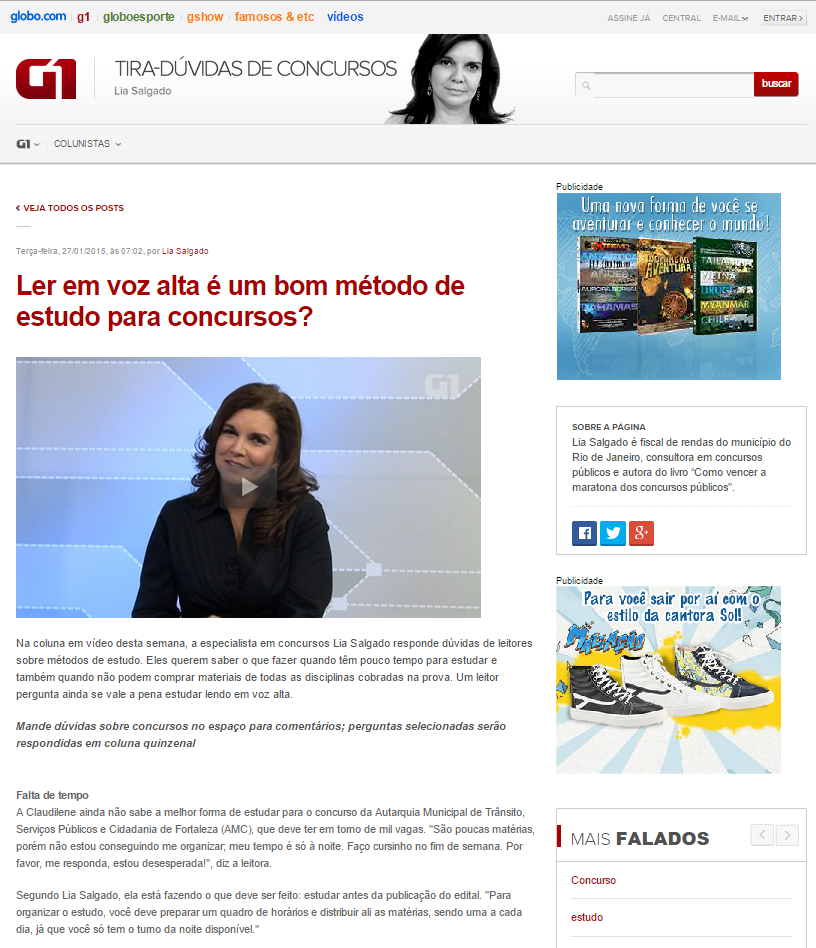 globo.com g1 globoesporte gshow famosos & etc vídeos
ASSINE JÁ CENTRAL E-MAIL ENTRAR
G1
TIRA-DÚVIDAS DE CONCURSOS
Lia Salgado
buscar
G1 COLUNISTAS
VEJA TODOS OS POSTS
Terça-feira, 27/01/2015, às 07:02, por Lia Salgado
Ler em voz alta é um bom método de
estudo para concursos?
G1
Na coluna em vídeo desta semana, a especialista em concursos Lia Salgado responde dúvidas de leitores
sobre métodos de estudo. Eles querem saber o que fazer quando têm pouco tempo para estudar e
também quando não podem comprar materiais de todas as disciplinas cobradas na prova. Um leitor
pergunta ainda se vale a pena estudar lendo em voz alta.
Mande dúvidas sobre concursos no espaço para comentários; perguntas selecionadas serão
respondidas em coluna quinzenal
Falta de tempo
A Claudilene ainda não sabe a melhor forma de estudar para o concurso da Autarquia Municipal de Trânsito,
Serviços Públicos e Cidadania de Fortaleza (AMC), que deve ter em torno de mil vagas. "São poucas matérias,
porém não estou conseguindo me organizar; meu tempo é só à noite. Faço cursinho no fim de semana. Por
favor, me responda, estou desesperada!", diz a leitora.
Segundo Lia Salgado, ela está fazendo o que deve ser feito: estudar antes da publicação do edital. "Para
organizar o estudo, você deve preparar um quadro de horários e distribuir ali as matérias, sendo uma a cada
dia, já que você só tem o turno da noite disponível."
Publicidade
Uma nova forma de você se
aventurar e conhecer o mundo!
EXTREMO
ANTÁRTICA
ANDES
AURORA BOREAL
BAHAMAS
AVENTURA
TAILÂNDIA
VIETNÃ
URUGUAI
MYANMAR
CHILE
SOBRE A PÁGINA
Lia Salgado é fiscal de rendas do município do
Rio de Janeiro, consultora em concursos
públicos e autora do livro “Como vencer a
maratona dos concursos públicos".
Publicidade
Para você sair por aí com o
estilo da cantora Sol!
MAIS FALADOS
Concurso
estudo